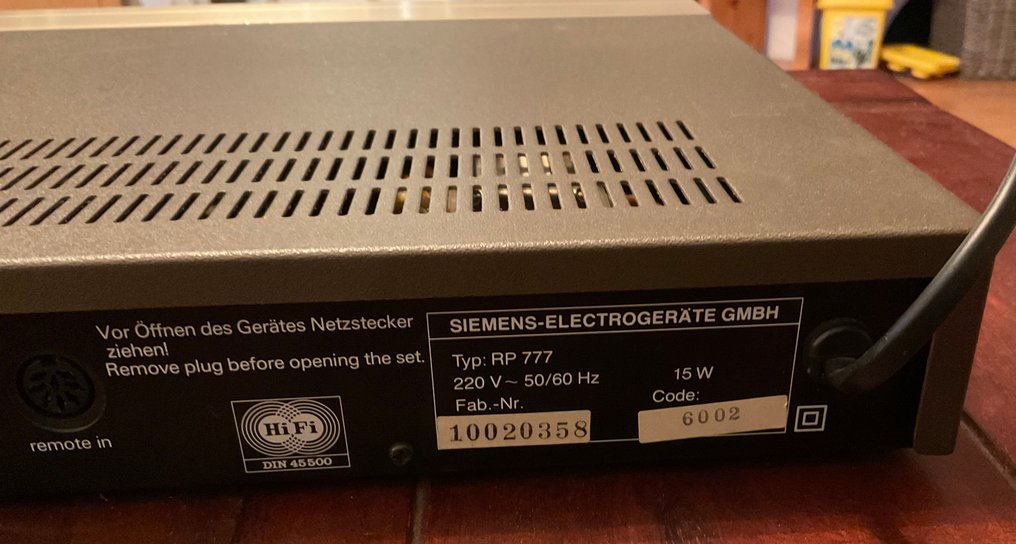 Vor Öffnen des Gerätes Netzstecker
ziehen!
Remove plug before opening the set.
remote in
HiFi
DIN 45500
SIEMENS-ELECTROGERÄTE GMBH
Typ: RP 777
220 V~ 50/60 Hz
15 W
Fab.-Nr.
Code:
10020358
6002